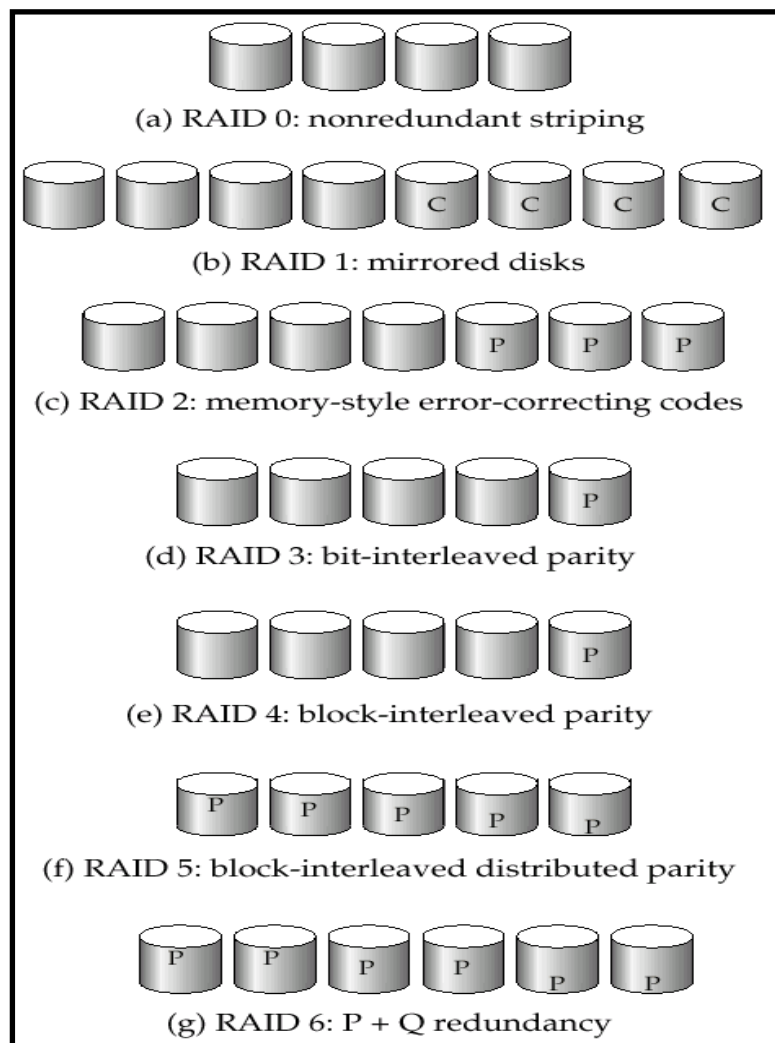 (a) RAID 0: nonredundant striping
C C C C
(b) RAID 1: mirrored disks
P P P
(c) RAID 2: memory-style error-correcting codes
P
(d) RAID 3: bit-interleaved parity
P
(e) RAID 4: block-interleaved parity
P P P P P
(f) RAID 5: block-interleaved distributed parity
P P P P P P
(g) RAID 6: P + Q redundancy